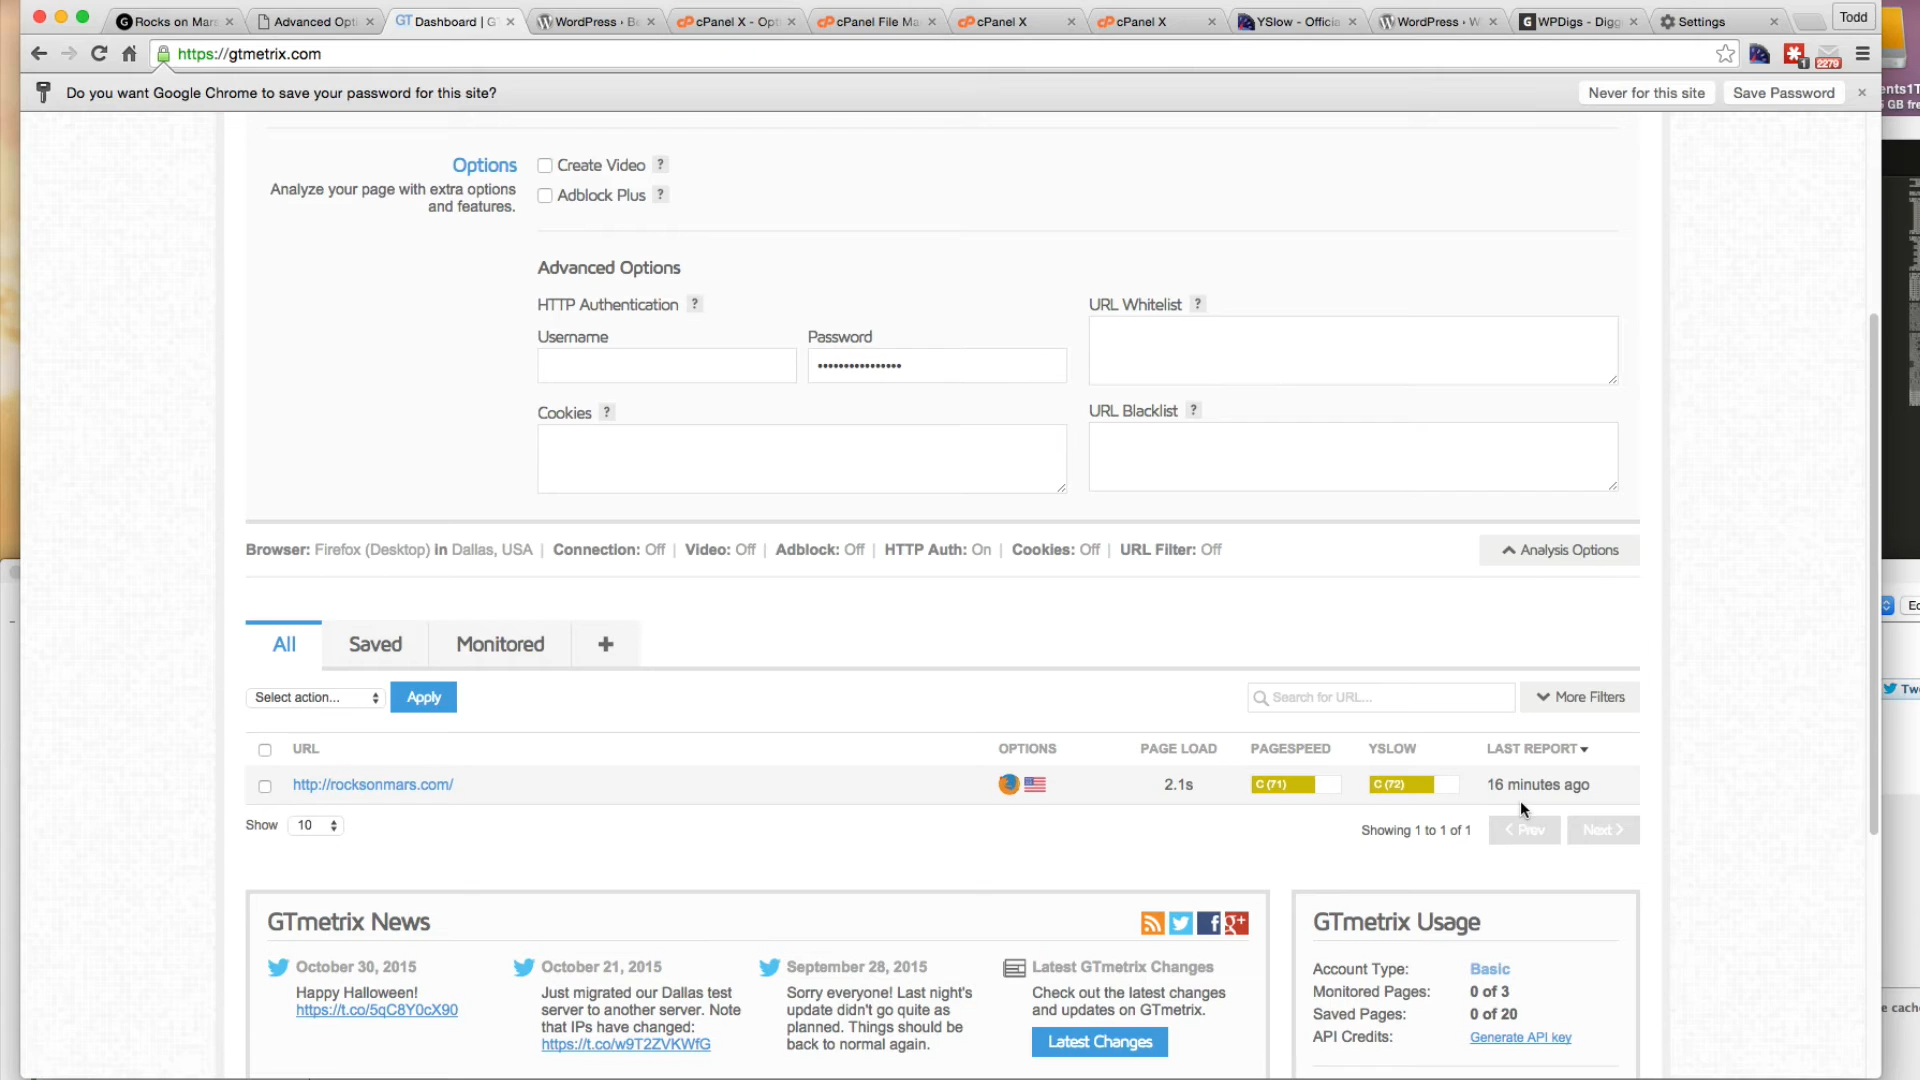 Rocks on Mars
Advanced Opti
GT Dashboard | G
WordPress › Be
cPanel X - Opt
cPanel File Ma
cPanel X
cPanel X
YSlow - Officia
WordPress › W
WPDigs - Digg
Settings
Todd
https://gtmetrix.com
1
2279
Do you want Google Chrome to save your password for this site?
Never for this site
Save Password
ents1T
GB fre
Options
Create Video ?
Analyze your page with extra options
and features.
Adblock Plus ?
Advanced Options
HTTP Authentication ?
URL Whitelist ?
Username
Password
••••••••••••••••
Cookies ?
URL Blacklist ?
Browser: Firefox (Desktop) in Dallas, USA | Connection: Off | Video: Off | Adblock: Off | HTTP Auth: On | Cookies: Off | URL Filter: Off
Analysis Options
All
Saved
Monitored
+
Select action...
Apply
Search for URL...
More Filters
URL
OPTIONS
PAGE LOAD
PAGESPEED
YSLOW
LAST REPORT
http://rocksonmars.com/
2.1s
C (71)
C (72)
16 minutes ago
Show 10
Showing 1 to 1 of 1
Prev
Next
GTmetrix News
October 30, 2015
Happy Halloween!
https://t.co/5qC8Y0cX90
October 21, 2015
Just migrated our Dallas test
server to another server. Note
that IPs have changed:
https://t.co/w9T2ZVKWfG
September 28, 2015
Sorry everyone! Last night's
update didn't go quite as
planned. Things should be
back to normal again.
Latest GTmetrix Changes
Check out the latest changes
and updates on GTmetrix.
Latest Changes
GTmetrix Usage
Account Type: Basic
Monitored Pages: 0 of 3
Saved Pages: 0 of 20
API Credits: Generate API key
Ed
Twe
e cach